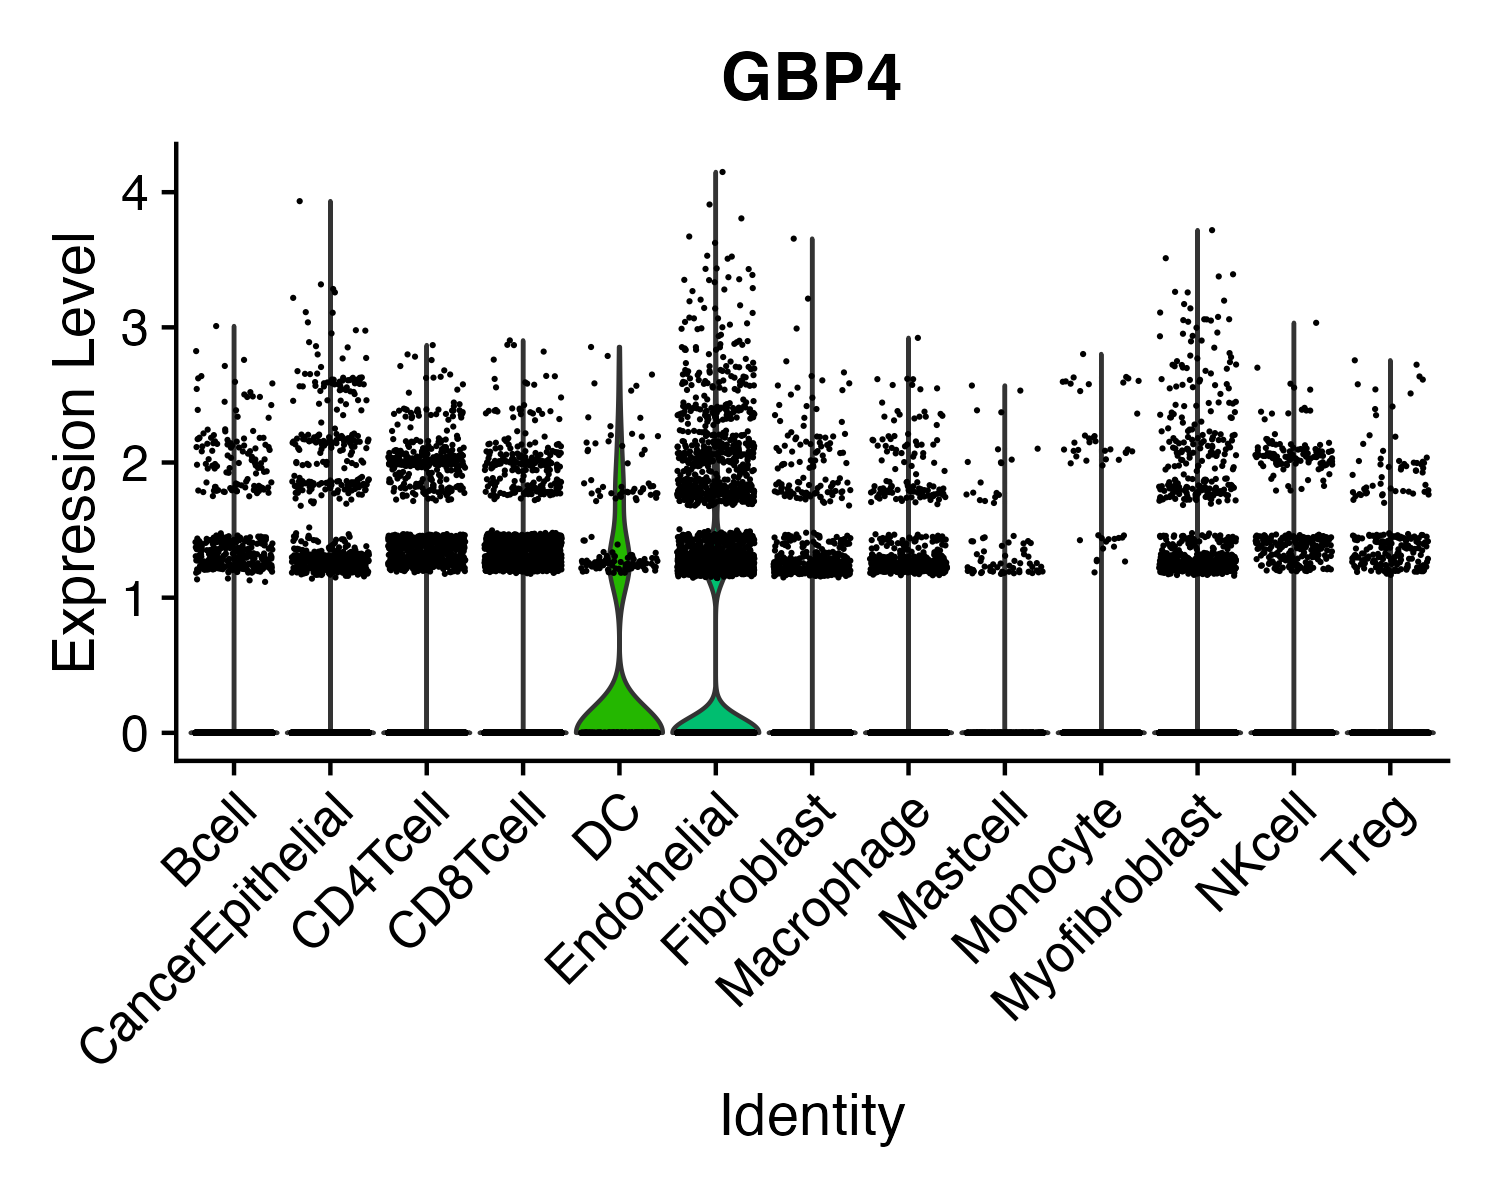 GBP4
Expression Level
4
3
2
1
0
Bcell
CancerEpithelial
CD4Tcell
CD8Tcell
DC
Endothelial
Fibroblast
Macrophage
Mastcell
Monocyte
Myofibroblast
NKcell
Treg
Identity